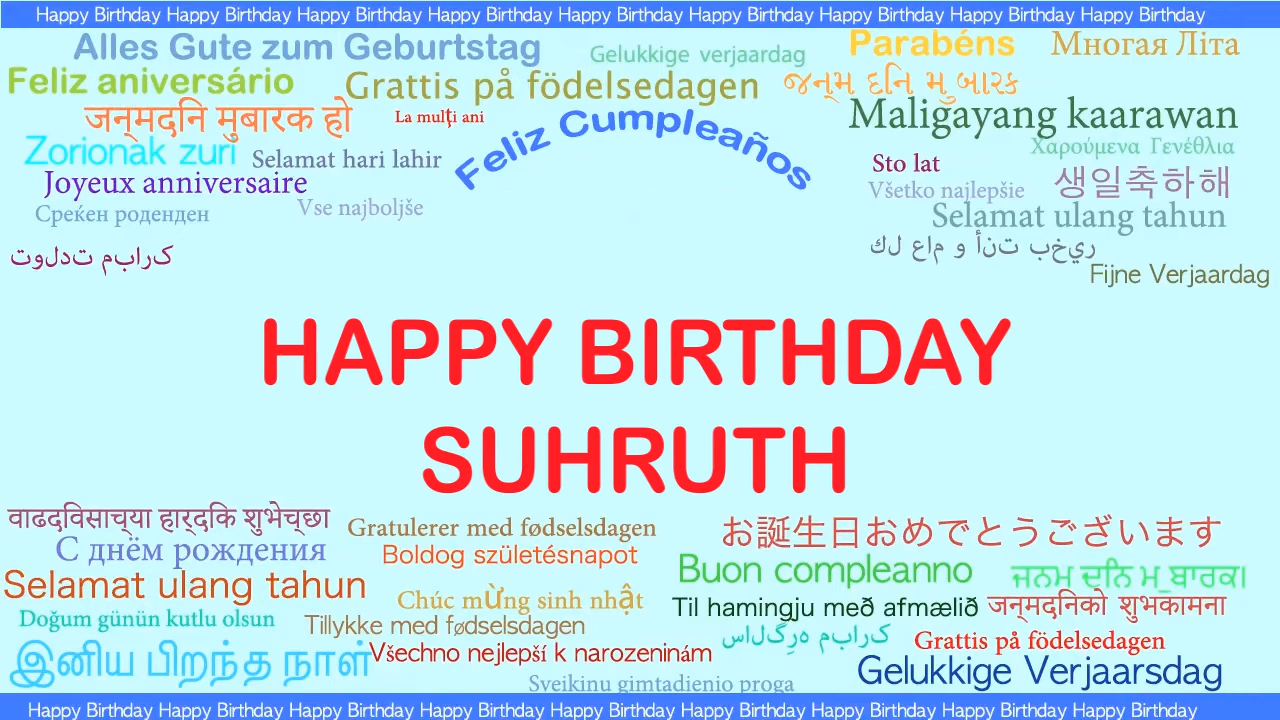 Happy Birthday Happy Birthday Happy Birthday Happy Birthday Happy Birthday Happy Birthday Happy Birthday Happy Birthday Happy Birthday
Alles Gute zum Geburtstag
Gelukkige verjaardag
Parabéns
Многая Літа
Feliz aniversário
Grattis på födelsedagen
જન્મ દનિ મુ બારક
जन्मदनि मुबारक हो
La mulţi ani
Feliz Cumpleaños
Maligayang kaarawan
Zorionak zuri
Selamat hari lahir
Χαρούμενα Γενέθλια
Sto lat
Joyeux anniversaire
Všetko najlepšie
생일축하해
Среќен роденден
Vse najboljše
Selamat ulang tahun
تولدت مبارک
كل عام و أنت بخير
Fijne Verjaardag
HAPPY BIRTHDAY
SUHRUTH
वाढदविसाच्या हार्दकि शुभेच्छा
Gratulerer med fødselsdagen
お誕生日おめでとうございます
С днём рождения
Boldog születésnapot
Buon compleanno
ਜਨਮ ਦਨਿ ਮੁ ਬਾਰਕ।
Selamat ulang tahun
Chúc mừng sinh nhật
Til hamingju með afmælið
जन्मदनिको शुभकामना
Doğum günün kutlu olsun
Tillykke med fødselsdagen
سالگرہ مبارک
Grattis på födelsedagen
இனிய பிறந்த நாள்
Všechno nejlepší k narozeninám
Gelukkige Verjaarsdag
Sveikinu gimtadienio proga
Happy Birthday Happy Birthday Happy Birthday Happy Birthday Happy Birthday Happy Birthday Happy Birthday Happy Birthday Happy Birthday